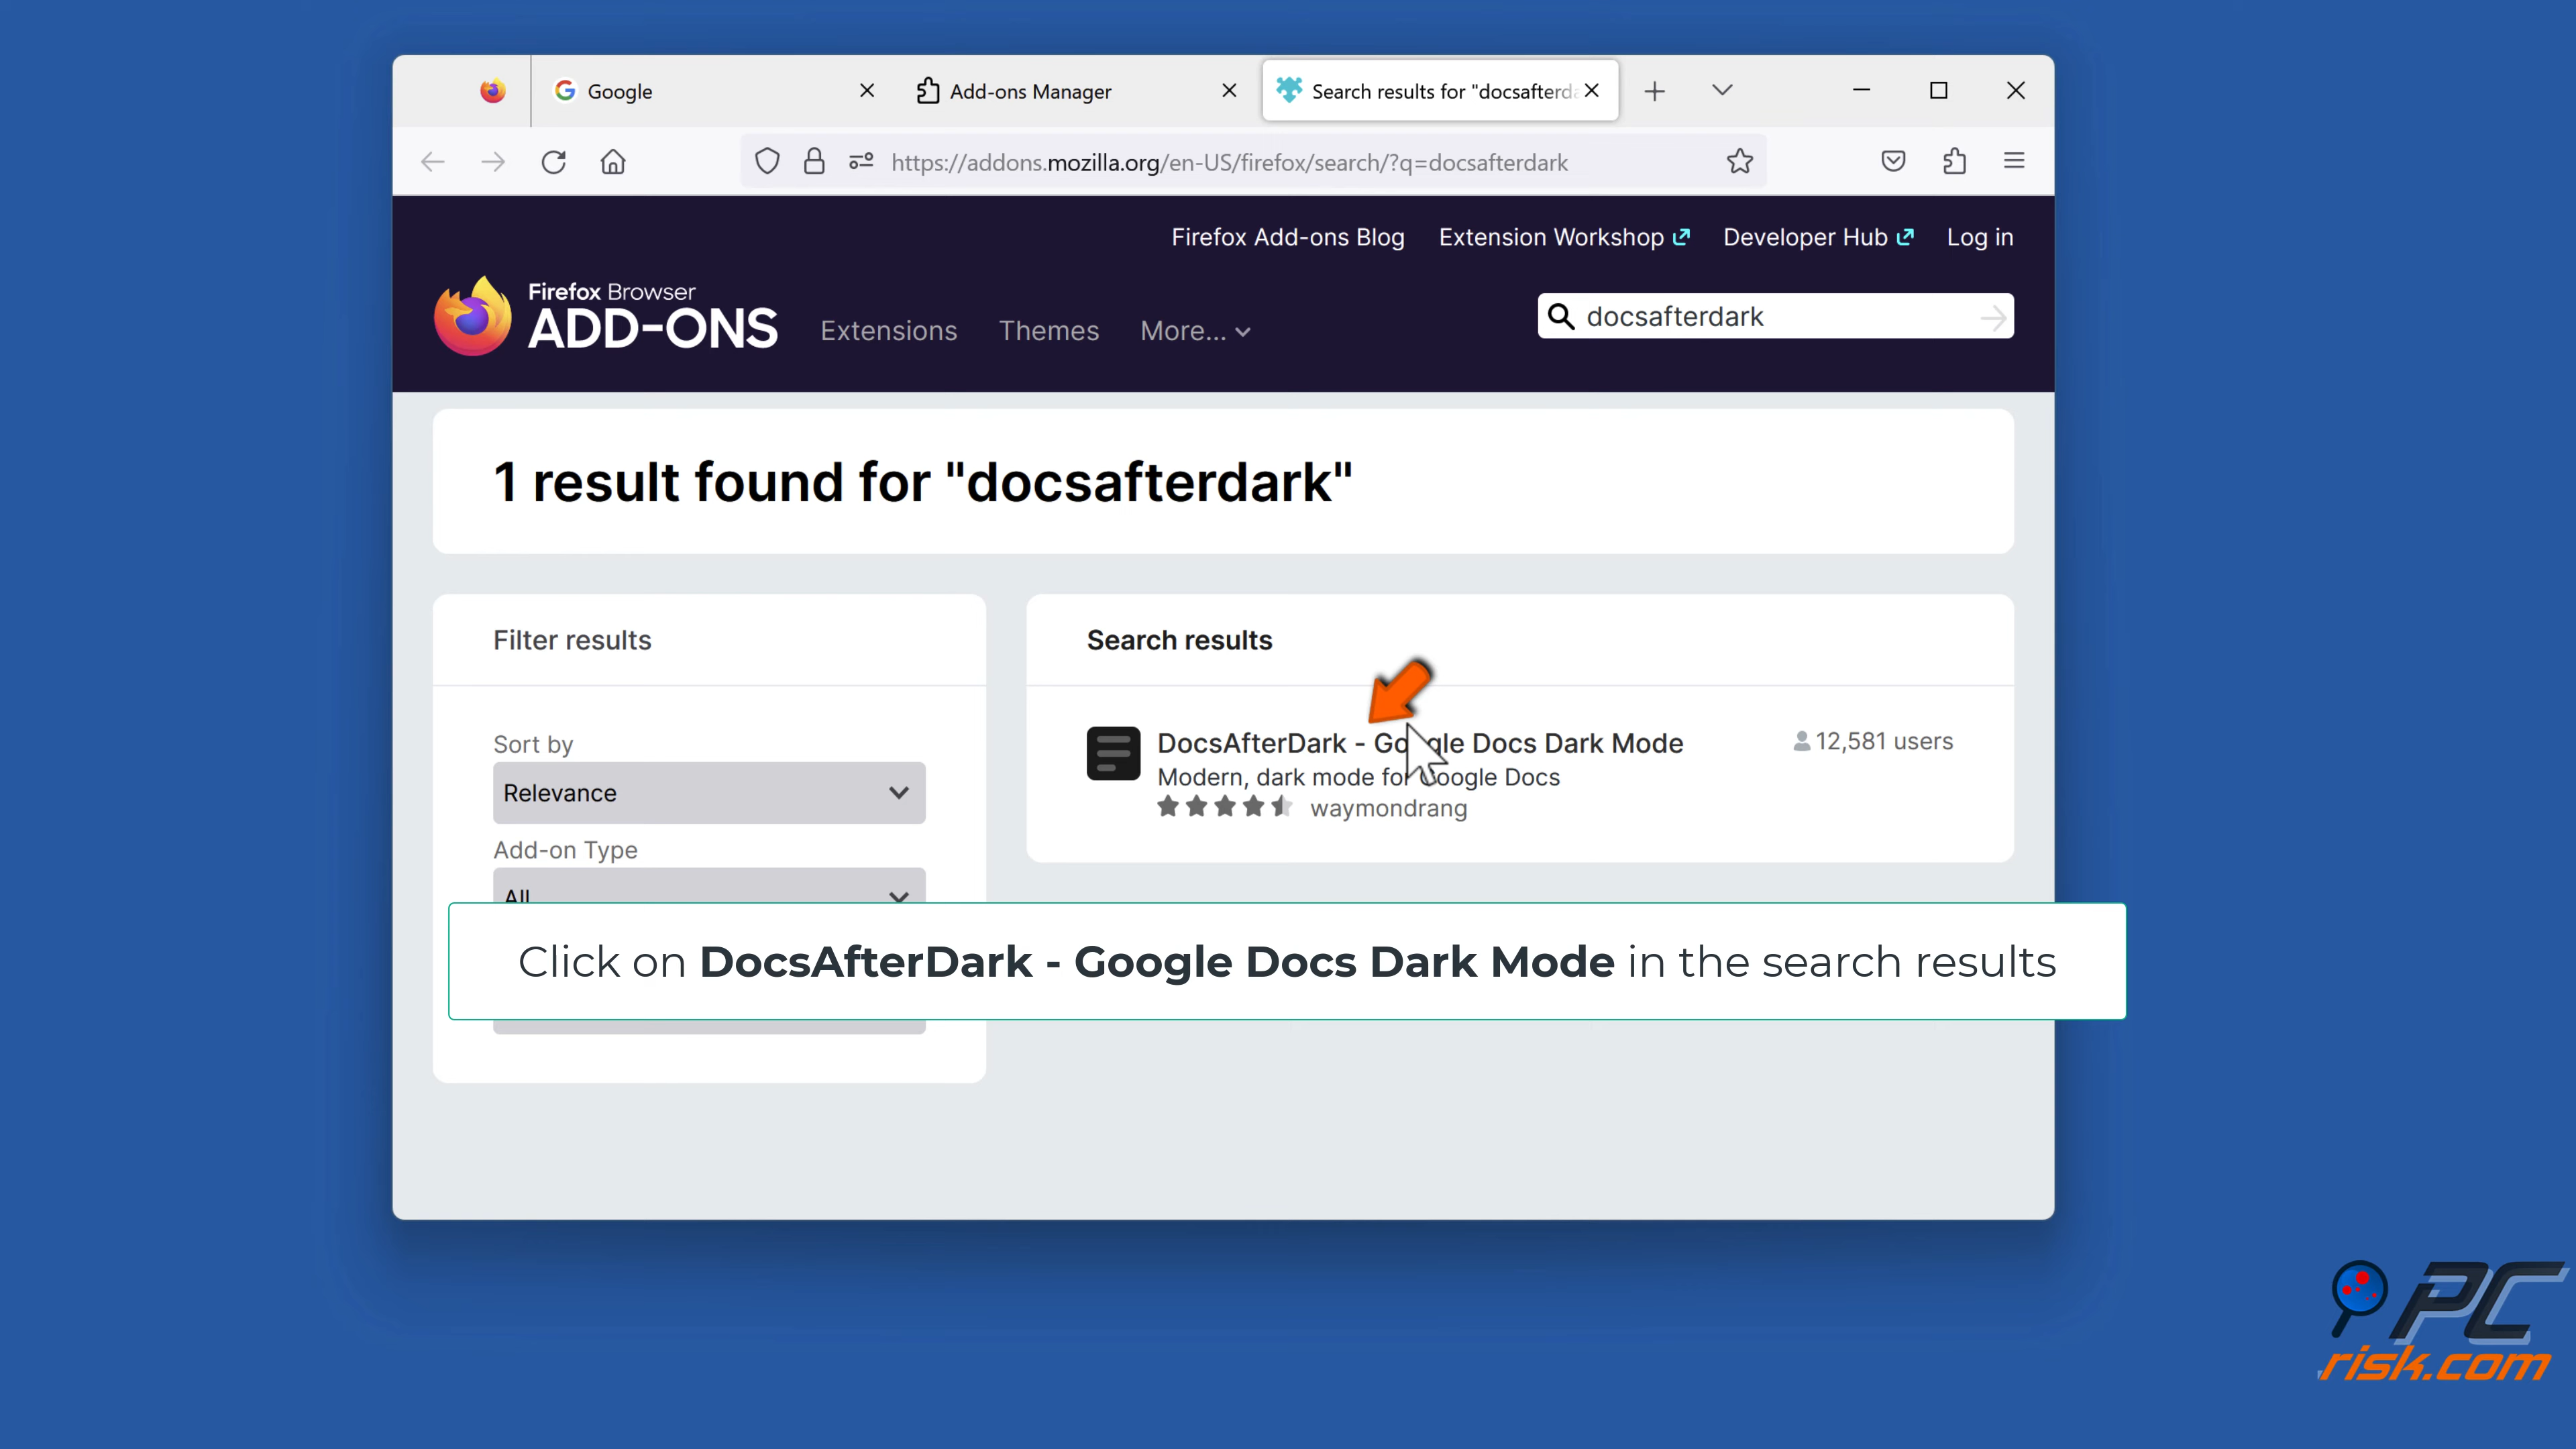 Google
Add-ons Manager
Search results for "docsafterda
https://addons.mozilla.org/en-US/firefox/search/?q=docsafterdark
Firefox Add-ons Blog
Extension Workshop
Developer Hub
Log in
Firefox Browser
ADD-ONS
Extensions
Themes
More...
docsafterdark
1 result found for "docsafterdark"
Filter results
Sort by
Relevance
Add-on Type
All
Search results
DocsAfterDark - Google Docs Dark Mode
12,581 users
Modern, dark mode for Google Docs
waymondrang
Click on DocsAfterDark - Google Docs Dark Mode in the search results
PC
risk.com